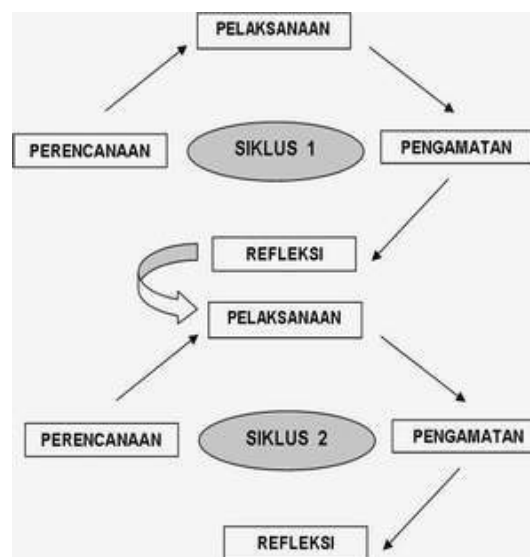 PELAKSANAAN
PERENCANAAN
SIKLUS 1
PENGAMATAN
REFLEKSI
PELAKSANAAN
PERENCANAAN
SIKLUS 2
PENGAMATAN
REFLEKSI